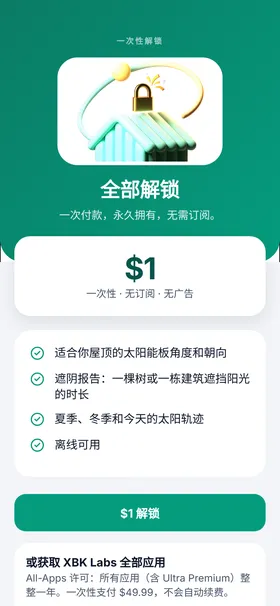 一次性解锁
全部解锁
一次付款，永久拥有，无需订阅。
$1
一次性 · 无订阅 · 无广告
适合你屋顶的太阳能板角度和朝向
遮阴报告：一棵树或一栋建筑遮挡阳光
的时长
夏季、冬季和今天的太阳轨迹
离线可用
$1 解锁
或获取 XBK Labs 全部应用
All-Apps 许可：所有应用（含 Ultra Premium）整
整一年。一次性支付 $49.99，不会自动续费。